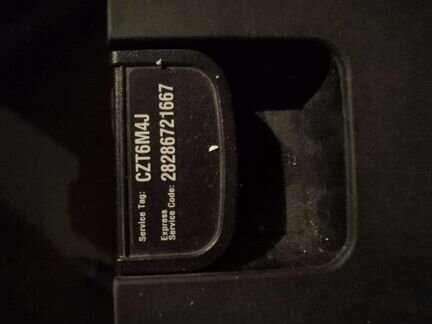 Service Tag: CZT6M4J
Express
Service Code: 28286721667